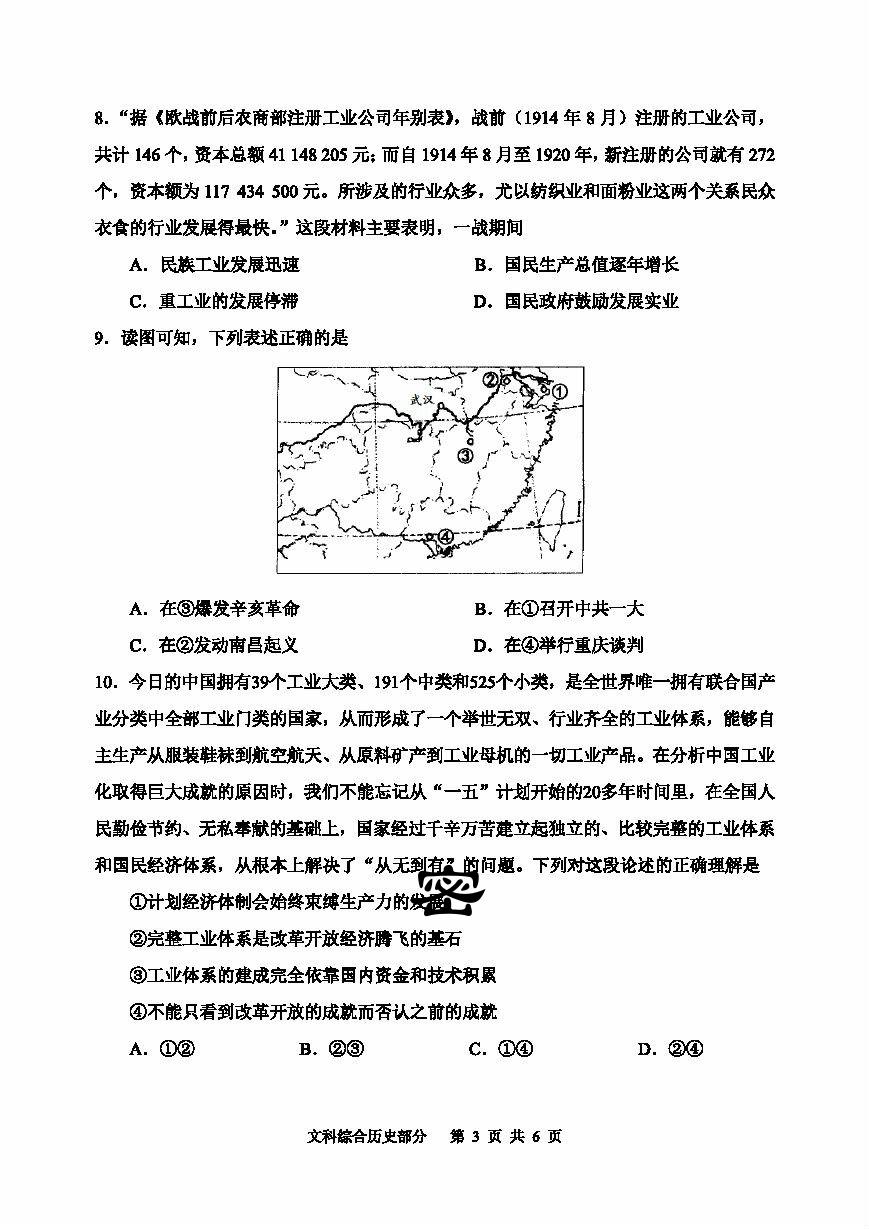 8．“据《欧战前后农商部注册工业公司年别表》，战前（1914 年 8 月）注册的工业公司，
共计 146 个，资本总额 41 148 205 元；而自 1914 年 8 月至 1920 年，新注册的公司就有 272
个，资本额为 117 434 500 元。所涉及的行业众多，尤以纺织业和面粉业这两个关系民众
衣食的行业发展得最快。”这段材料主要表明，一战期间
A．民族工业发展迅速 B．国民生产总值逐年增长
C．重工业的发展停滞 D．国民政府鼓励发展实业
9．读图可知，下列表述正确的是
② ①
武汉
③
④
A．在③爆发辛亥革命 B．在①召开中共一大
C．在②发动南昌起义 D．在④举行重庆谈判
10．今日的中国拥有39个工业大类、191个中类和525个小类，是全世界唯一拥有联合国产
业分类中全部工业门类的国家，从而形成了一个举世无双、行业齐全的工业体系，能够自
主生产从服装鞋袜到航空航天、从原料矿产到工业母机的一切工业产品。在分析中国工业
化取得巨大成就的原因时，我们不能忘记从“一五”计划开始的20多年时间里，在全国人
民勤俭节约、无私奉献的基础上，国家经过千辛万苦建立起独立的、比较完整的工业体系
和国民经济体系，从根本上解决了“从无到有”的问题。下列对这段论述的正确理解是
密
①计划经济体制会始终束缚生产力的发展
②完整工业体系是改革开放经济腾飞的基石
③工业体系的建成完全依靠国内资金和技术积累
④不能只看到改革开放的成就而否认之前的成就
A．①② B．②③ C．①④ D．②④
文科综合历史部分 第 3 页 共 6 页